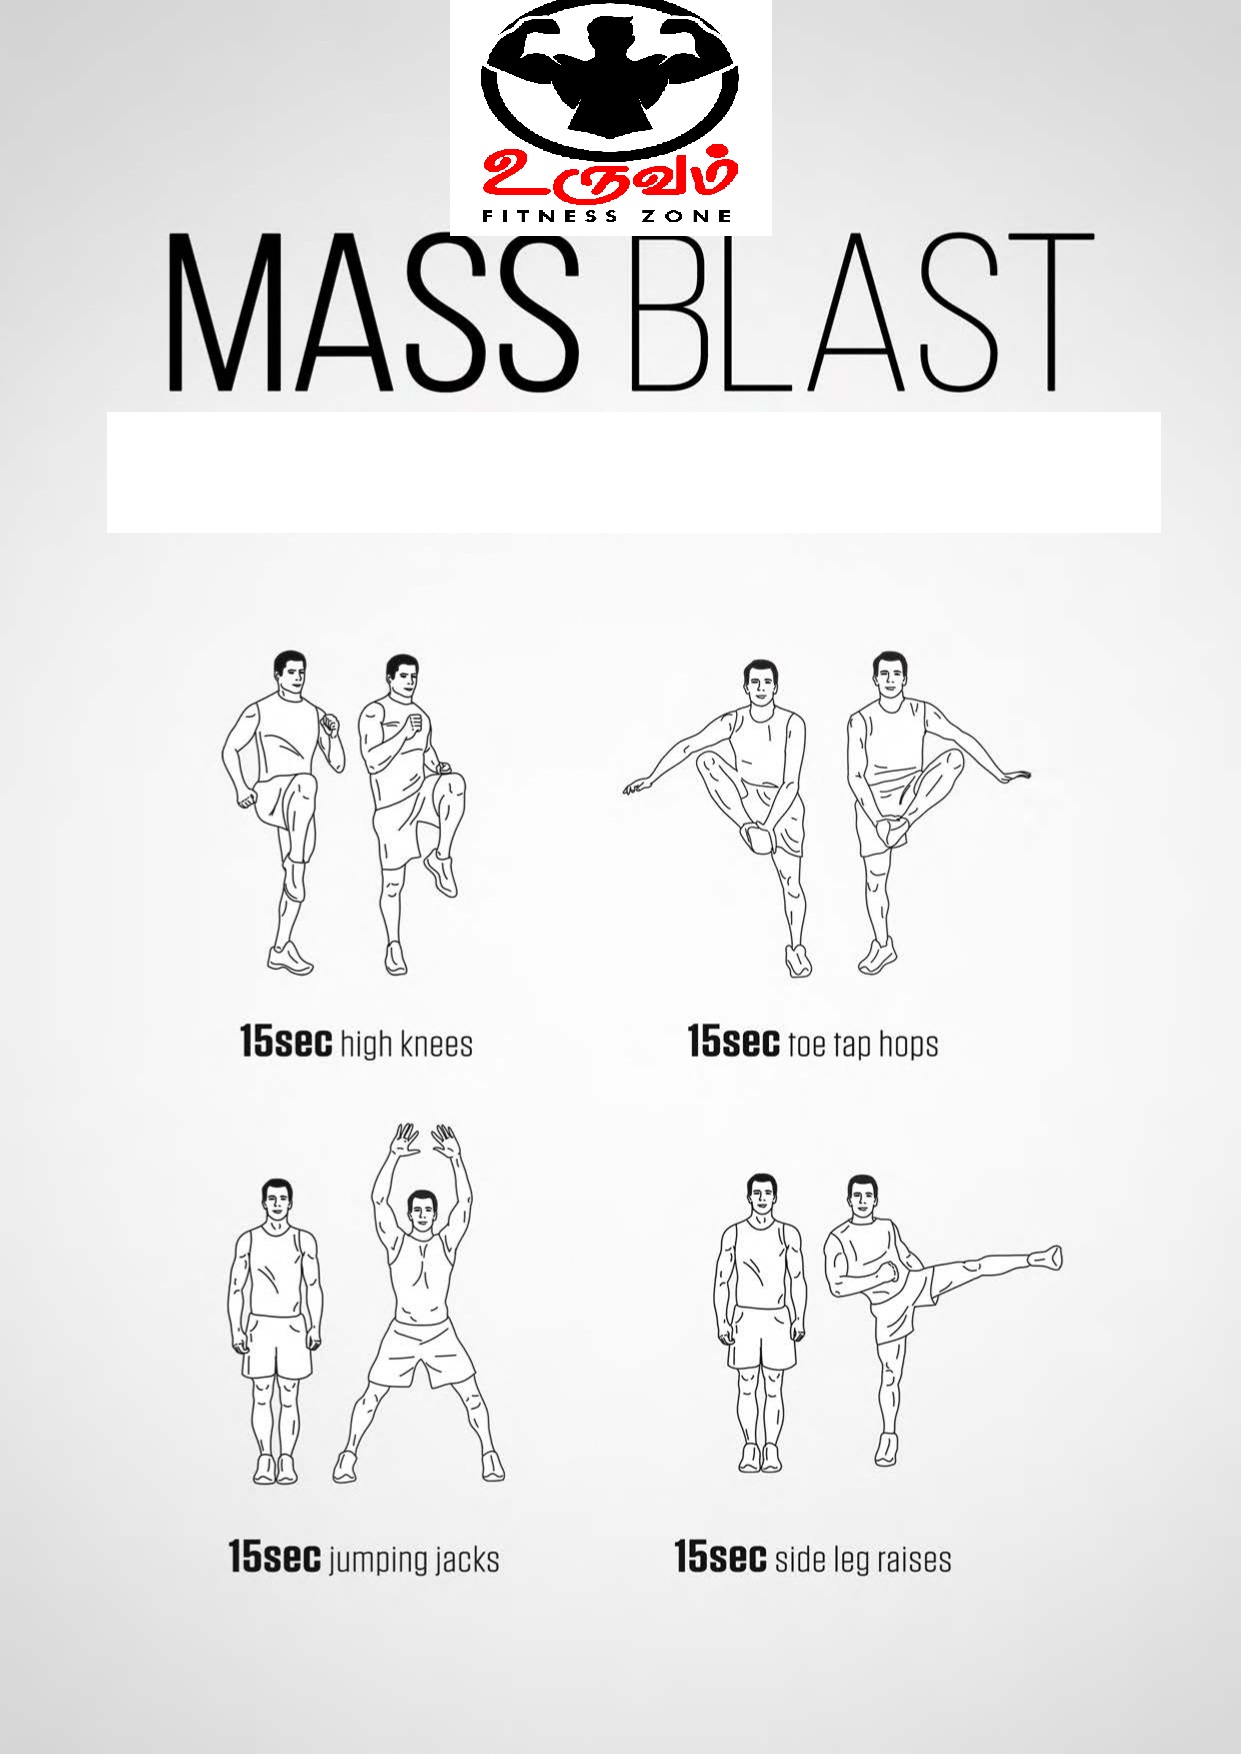 உருவம்
FITNESS ZONE
MASS BLAST
15sec high knees
15sec toe tap hops
15sec jumping jacks
15sec side leg raises